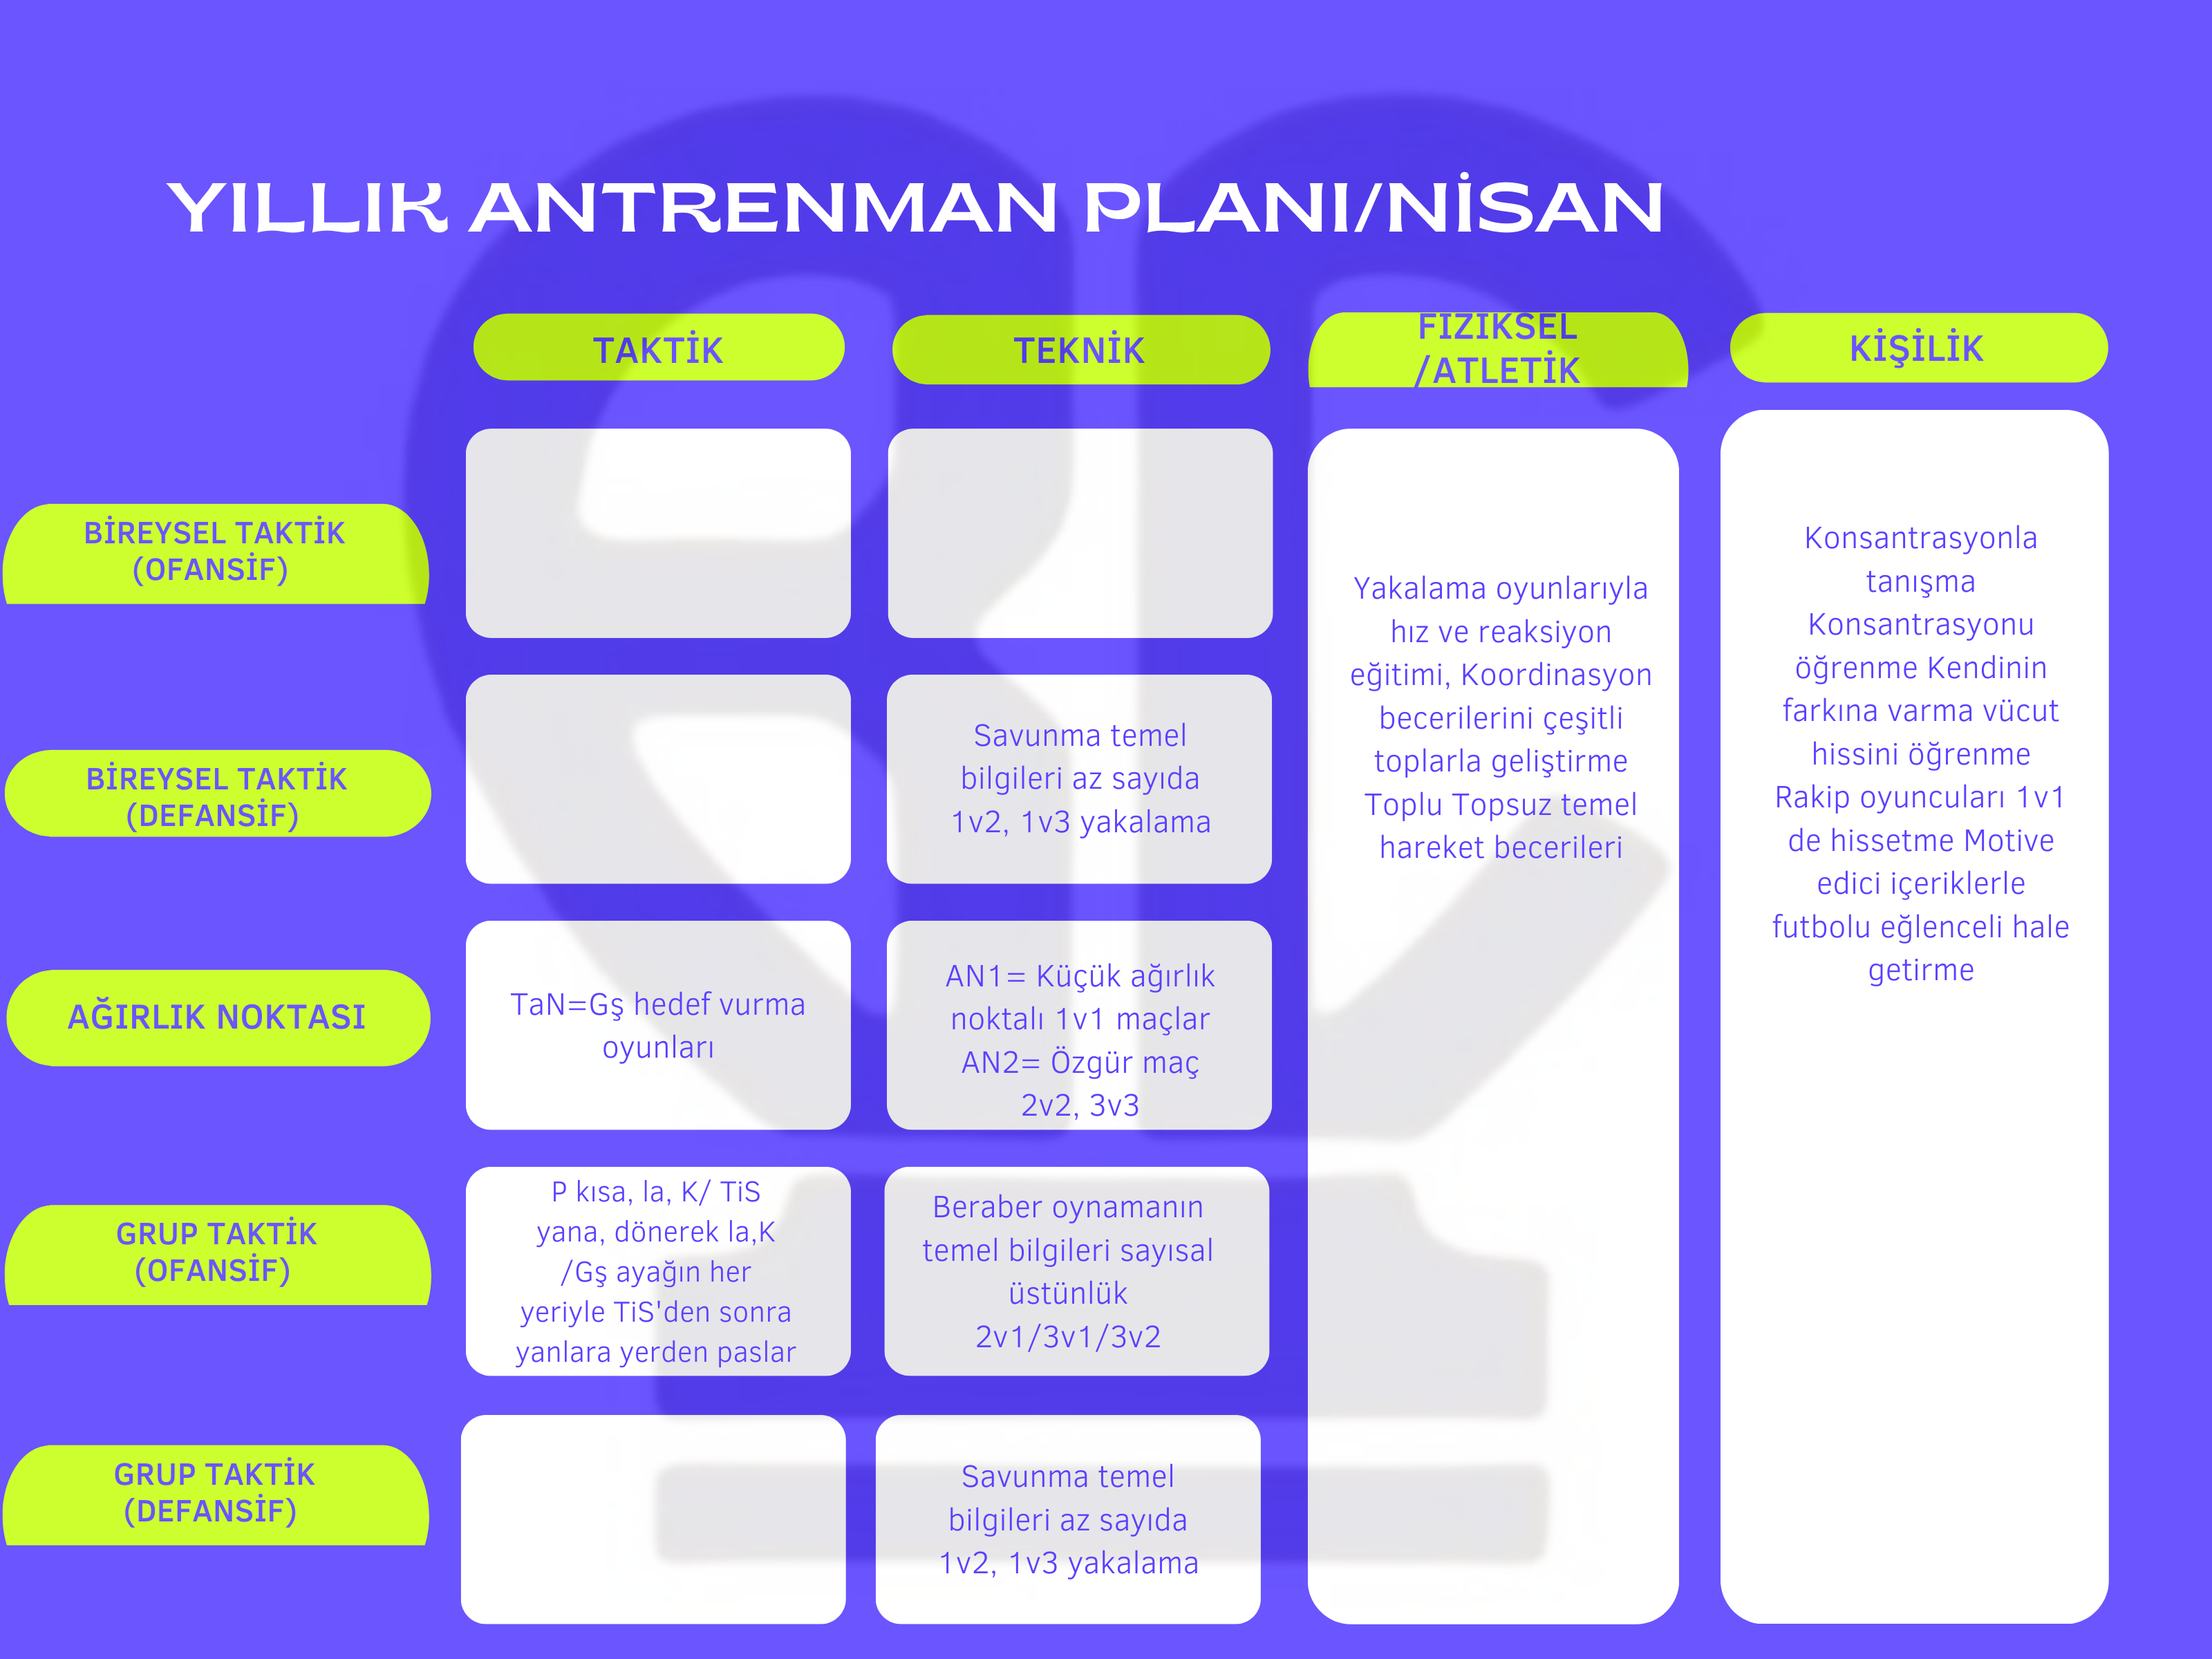 YILLIK ANTRENMAN PLANI/NİSAN
TAKTİK
TEKNİK
FİZİKSEL
/ATLETİK
KİŞİLİK
BİREYSEL TAKTİK
(OFANSİF)
BİREYSEL TAKTİK
(DEFANSİF)
Savunma temel
bilgileri az sayıda
1v2, 1v3 yakalama
AĞIRLIK NOKTASI
TaN=Gş hedef vurma
oyunları
AN1= Küçük ağırlık
noktalı 1v1 maçlar
AN2= Özgür maç
2v2, 3v3
GRUP TAKTİK
(OFANSİF)
P kısa, la, K/ TiS
yana, dönerek la,K
/Gş ayağın her
yeriyle TiS'den sonra
yanlara yerden paslar
Beraber oynamanın
temel bilgileri sayısal
üstünlük
2v1/3v1/3v2
GRUP TAKTİK
(DEFANSİF)
Savunma temel
bilgileri az sayıda
1v2, 1v3 yakalama
Yakalama oyunlarıyla
hız ve reaksiyon
eğitimi, Koordinasyon
becerilerini çeşitli
toplarla geliştirme
Toplu Topsuz temel
hareket becerileri
Konsantrasyonla
tanışma
Konsantrasyonu
öğrenme Kendinin
farkına varma vücut
hissini öğrenme
Rakip oyuncuları 1v1
de hissetme Motive
edici içeriklerle
futbolu eğlenceli hale
getirme